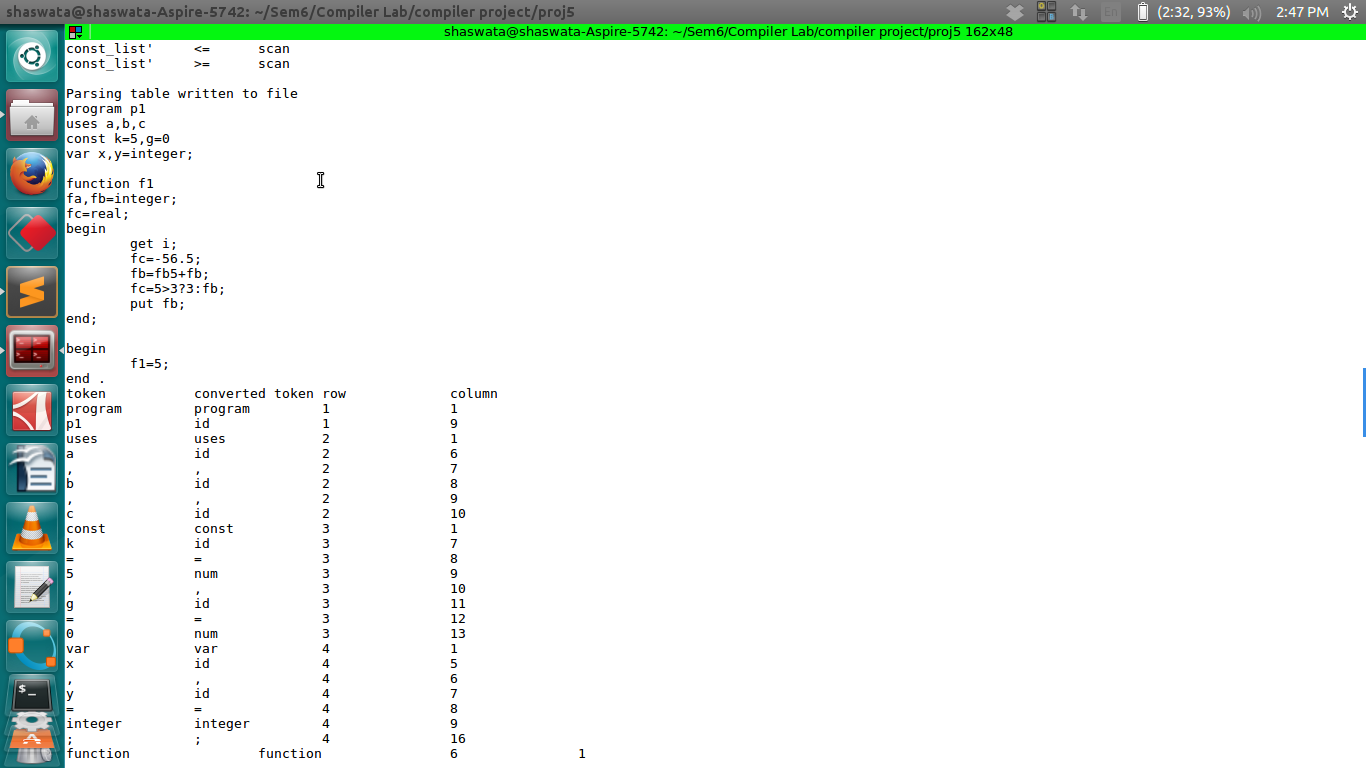 shaswata@shaswata-Aspire-5742: ~/Sem6/Compiler Lab/compiler project/proj5
En (2:32, 93%) 2:47 PM
shaswata@shaswata-Aspire-5742: ~/Sem6/Compiler Lab/compiler project/proj5 162x48
const_list' <= scan
const_list' >= scan
Parsing table written to file
program p1
uses a,b,c
const k=5,g=0
var x,y=integer;
function f1
fa,fb=integer;
fc=real;
begin
get i;
fc=-56.5;
fb=fb5+fb;
fc=5>3?3:fb;
put fb;
end;
begin
f1=5;
end .
token converted token row column
program program 1 1
p1 id 1 9
uses uses 2 1
a id 2 6
, , 2 7
b id 2 8
, , 2 9
c id 2 10
const const 3 1
k id 3 7
= = 3 8
5 num 3 9
, , 3 10
g id 3 11
= = 3 12
0 num 3 13
var var 4 1
x id 4 5
, , 4 6
y id 4 7
= = 4 8
integer integer 4 9
; ; 4 16
function function 6 1